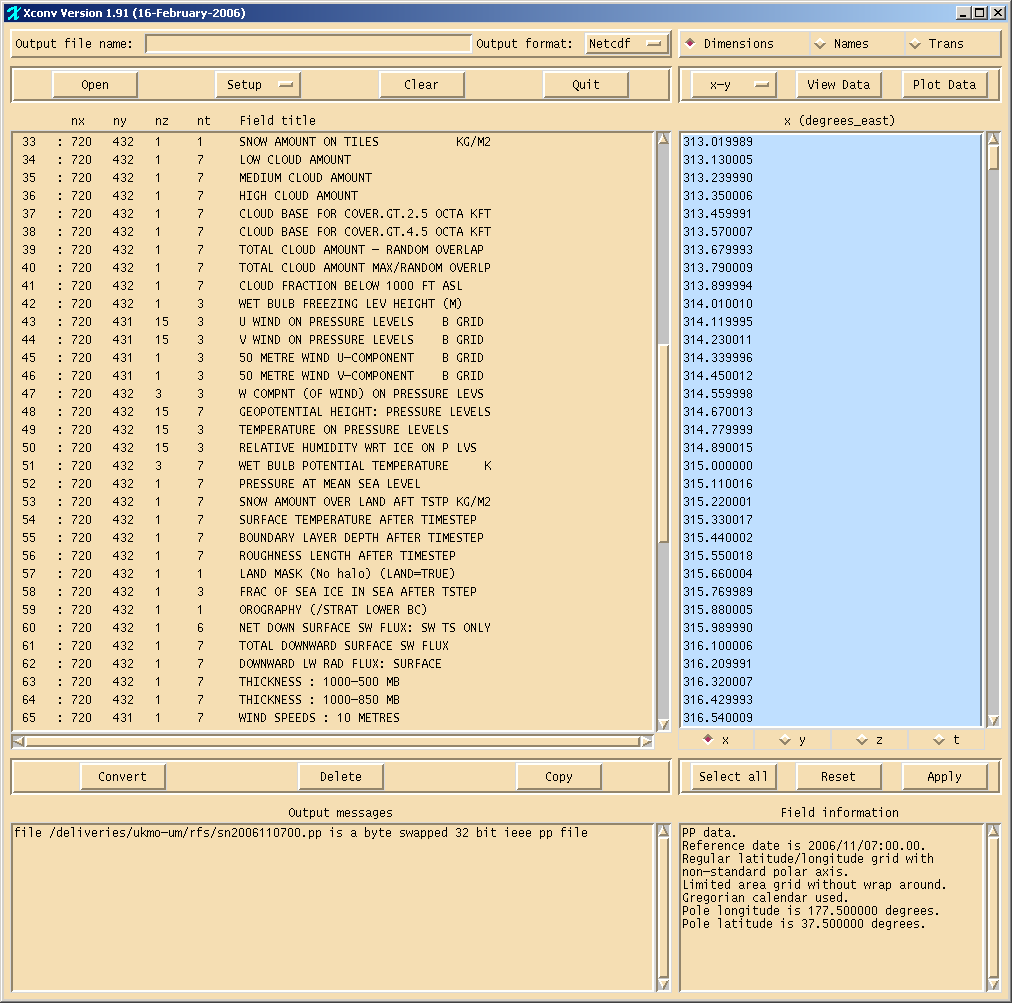 Xconv Version 1.91 (16-February-2006)
Output file name: Output format: Netcdf Dimensions Names Trans
Open Setup Clear Quit x-y View Data Plot Data
nx ny nz nt Field title x (degrees_east)
33 : 720 432 1 1 SNOW AMOUNT ON TILES KG/M2
34 : 720 432 1 7 LOW CLOUD AMOUNT
35 : 720 432 1 7 MEDIUM CLOUD AMOUNT
36 : 720 432 1 7 HIGH CLOUD AMOUNT
37 : 720 432 1 7 CLOUD BASE FOR COVER.GT.2.5 OCTA KFT
38 : 720 432 1 7 CLOUD BASE FOR COVER.GT.4.5 OCTA KFT
39 : 720 432 1 7 TOTAL CLOUD AMOUNT - RANDOM OVERLAP
40 : 720 432 1 7 TOTAL CLOUD AMOUNT MAX/RANDOM OVERLP
41 : 720 432 1 7 CLOUD FRACTION BELOW 1000 FT ASL
42 : 720 432 1 3 WET BULB FREEZING LEV HEIGHT (M)
43 : 720 431 15 3 U WIND ON PRESSURE LEVELS B GRID
44 : 720 431 15 3 V WIND ON PRESSURE LEVELS B GRID
45 : 720 431 1 3 50 METRE WIND U-COMPONENT B GRID
46 : 720 431 1 3 50 METRE WIND V-COMPONENT B GRID
47 : 720 432 3 3 W COMPNT (OF WIND) ON PRESSURE LEVS
48 : 720 432 15 7 GEOPOTENTIAL HEIGHT: PRESSURE LEVELS
49 : 720 432 15 3 TEMPERATURE ON PRESSURE LEVELS
50 : 720 432 15 3 RELATIVE HUMIDITY WRT ICE ON P LVS
51 : 720 432 3 7 WET BULB POTENTIAL TEMPERATURE K
52 : 720 432 1 7 PRESSURE AT MEAN SEA LEVEL
53 : 720 432 1 7 SNOW AMOUNT OVER LAND AFT TSTP KG/M2
54 : 720 432 1 7 SURFACE TEMPERATURE AFTER TIMESTEP
55 : 720 432 1 7 BOUNDARY LAYER DEPTH AFTER TIMESTEP
56 : 720 432 1 7 ROUGHNESS LENGTH AFTER TIMESTEP
57 : 720 432 1 1 LAND MASK (No halo) (LAND=TRUE)
58 : 720 432 1 3 FRAC OF SEA ICE IN SEA AFTER TSTEP
59 : 720 432 1 1 OROGRAPHY (/STRAT LOWER BC)
60 : 720 432 1 6 NET DOWN SURFACE SW FLUX: SW TS ONLY
61 : 720 432 1 7 TOTAL DOWNWARD SURFACE SW FLUX
62 : 720 432 1 7 DOWNWARD LW RAD FLUX: SURFACE
63 : 720 432 1 7 THICKNESS : 1000-500 MB
64 : 720 432 1 7 THICKNESS : 1000-850 MB
65 : 720 431 1 7 WIND SPEEDS : 10 METRES
313.019989
313.130005
313.239990
313.350006
313.459991
313.570007
313.679993
313.790009
313.899994
314.010010
314.119995
314.230011
314.339996
314.450012
314.559998
314.670013
314.779999
314.890015
315.000000
315.110016
315.220001
315.330017
315.440002
315.550018
315.660004
315.769989
315.880005
315.989990
316.100006
316.209991
316.320007
316.429993
316.540009
x y z t
Convert Delete Copy Select all Reset Apply
Output messages
file /deliveries/ukmo-um/rfs/sn2006110700.pp is a byte swapped 32 bit ieee pp file
Field information
PP data.
Reference date is 2006/11/07:00.00.
Regular latitude/longitude grid with
non-standard polar axis.
Limited area grid without wrap around.
Gregorian calendar used.
Pole longitude is 177.500000 degrees.
Pole latitude is 37.500000 degrees.